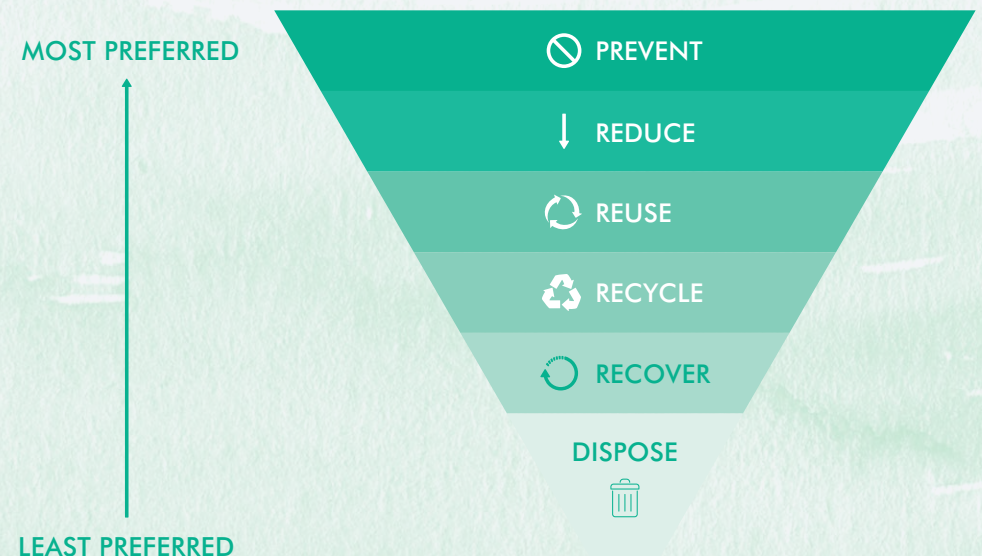 MOST PREFERRED
PREVENT
REDUCE
REUSE
RECYCLE
RECOVER
DISPOSE
LEAST PREFERRED